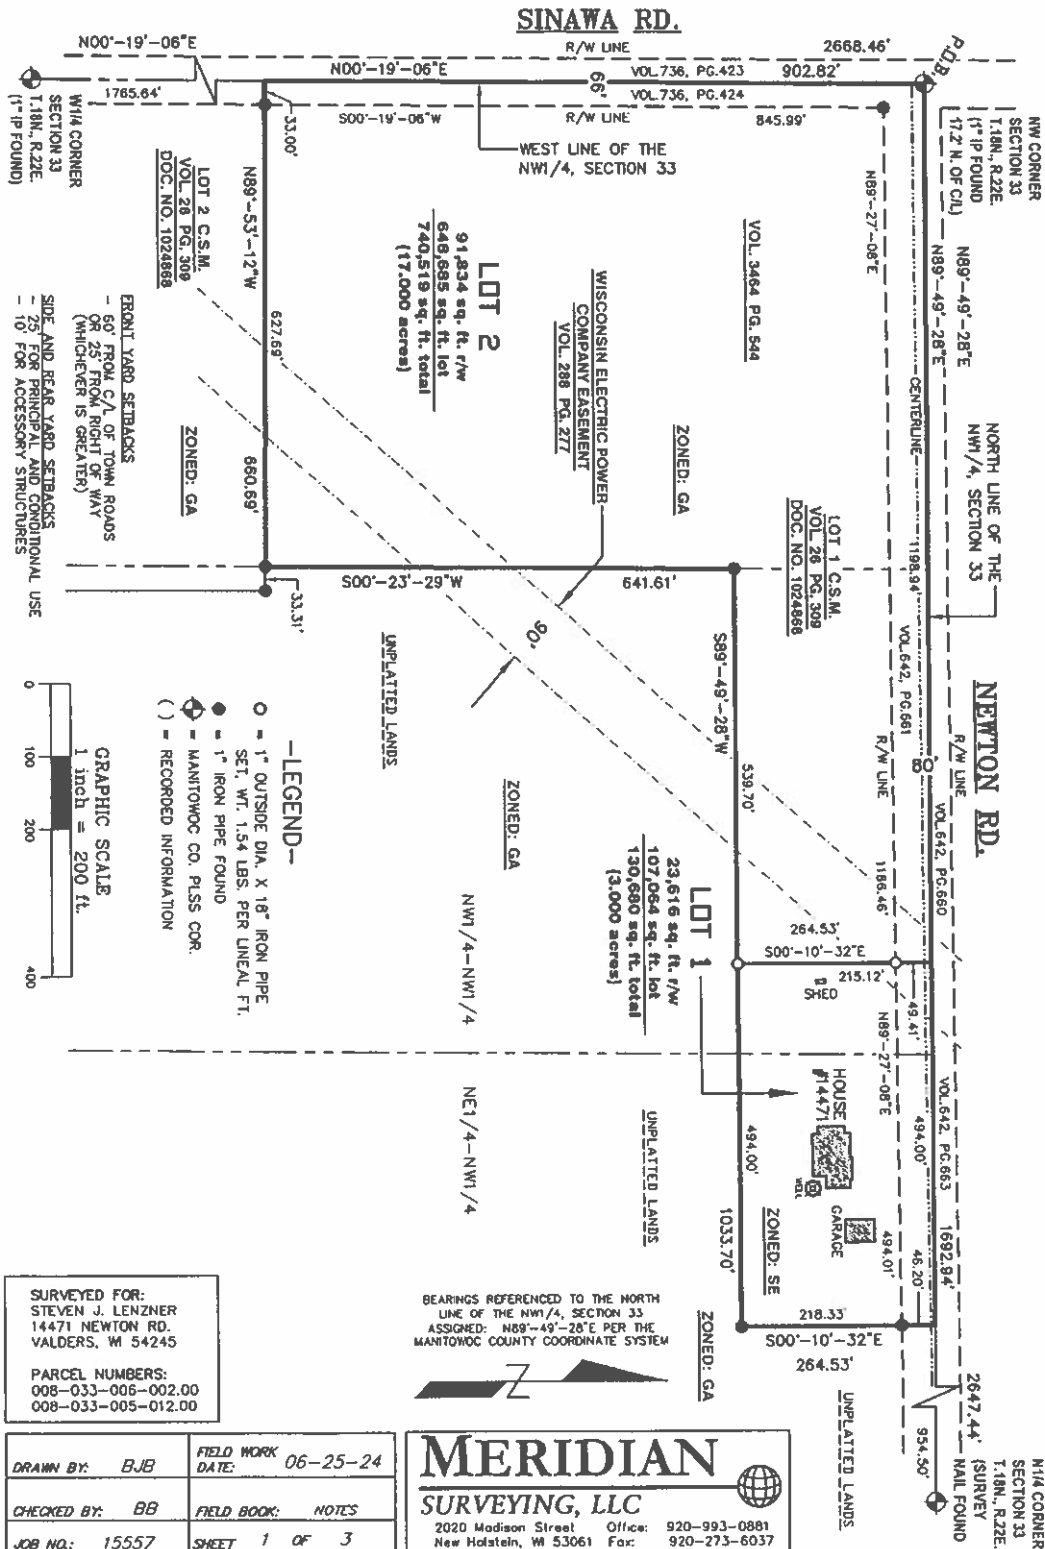 SINAWA RD.
N00°-19'-06"E
R/W LINE
2668.46'
P.O.B.
N00°-19'-06"E
66'
VOL.736, PG.423
902.82'
VOL.736, PG.424
1765.64'
33.00'
S00°-19'-06"W
R/W LINE
845.99'
WEST LINE OF THE
NW1/4, SECTION 33
W1/4 CORNER
SECTION 33
T.18N., R.22E.
(1" IP FOUND)
NW CORNER
SECTION 33
T.18N., R.22E.
(1" IP FOUND
17.2' N. OF C/L)
N89°-49'-28"E
N89°-49'-28"E
CENTERLINE
1198.94'
NORTH LINE OF THE
NW1/4, SECTION 33
NEWTON RD.
R/W LINE
VOL.642, PG.661
80'
VOL.642, PG.660
R/W LINE
1186.46'
N89°-27'-08"E
VOL. 3464 PG. 544
LOT 2 C.S.M.
VOL. 26 PG. 309
DOC. NO. 1024868
N89°-53'-12"W
627.69'
660.69'
LOT 2
91,834 sq. ft. r/w
648,685 sq. ft. lot
740,519 sq. ft. total
(17.000 acres)
WISCONSIN ELECTRIC POWER
COMPANY EASEMENT
VOL. 288 PG. 277
ZONED: GA
ZONED: GA
LOT 1 C.S.M.
VOL. 26 PG. 309
DOC. NO. 1024868
FRONT YARD SETBACKS
- 60' FROM C/L OF TOWN ROADS
OR 25' FROM RIGHT OF WAY
(WHICHEVER IS GREATER)
SIDE AND REAR YARD SETBACKS
- 25' FOR PRINCIPAL AND CONDITIONAL USE
- 10' FOR ACCESSORY STRUCTURES
33.31'
S00°-23'-29"W
641.61'
S89°-49'-28"W
539.70'
90'
UNPLATTED LANDS
ZONED: GA
-LEGEND-
= 1" OUTSIDE DIA. X 18" IRON PIPE
SET, WT. 1.54 LBS. PER LINEAL FT.
= 1" IRON PIPE FOUND
= MANITOWOC CO. PLSS COR.
( ) = RECORDED INFORMATION
GRAPHIC SCALE
1 inch = 200 ft.
0
100
200
400
LOT 1
23,616 sq. ft. r/w
107,064 sq. ft. lot
130,680 sq. ft. total
(3.000 acres)
264.53'
S00°-10'-32"E
215.12'
49.41'
SHED
N89°-27'-08"E
VOL.642, PG.663
494.00'
1692.94'
HOUSE
#14471
WELL
GARAGE
494.01'
46.20'
494.00'
1033.70'
ZONED: SE
218.33'
S00°-10'-32"E
264.53'
NW1/4-NW1/4
NE1/4-NW1/4
UNPLATTED LANDS
ZONED: GA
UNPLATTED LANDS
2647.44'
954.50'
N1/4 CORNER
SECTION 33
T.18N., R.22E.
(SURVEY
NAIL FOUND
BEARINGS REFERENCED TO THE NORTH
LINE OF THE NW1/4, SECTION 33
ASSIGNED: N89°-49'-28"E PER THE
MANITOWOC COUNTY COORDINATE SYSTEM
SURVEYED FOR:
STEVEN J. LENZNER
14471 NEWTON RD.
VALDERS, WI 54245
PARCEL NUMBERS:
008-033-006-002.00
008-033-005-012.00
DRAWN BY: BJB
FIELD WORK
DATE: 06-25-24
CHECKED BY: BB
FIELD BOOK: NOTES
JOB NO.: 15557
SHEET 1 OF 3
MERIDIAN
SURVEYING, LLC
2020 Madison Street Office: 920-993-0881
New Holstein, WI 53061 Fax: 920-273-6037